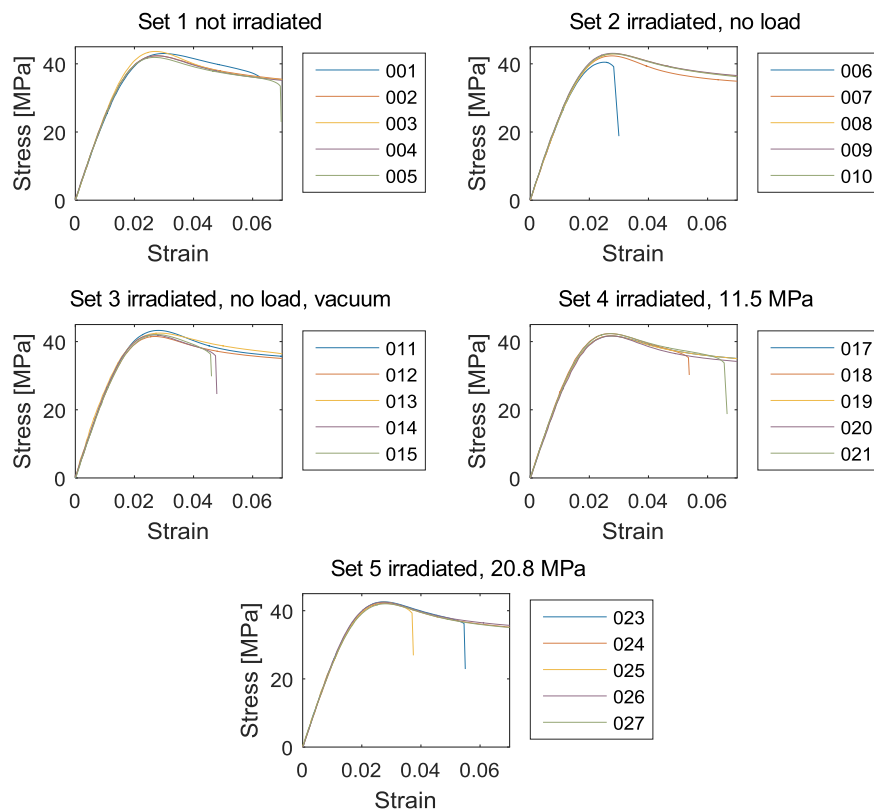 Set 1 not irradiated
Stress [MPa]
40
20
0
0 0.02 0.04 0.06
Strain
001
002
003
004
005
Set 2 irradiated, no load
Stress [MPa]
40
20
0
0 0.02 0.04 0.06
Strain
006
007
008
009
010
Set 3 irradiated, no load, vacuum
Stress [MPa]
40
20
0
0 0.02 0.04 0.06
Strain
011
012
013
014
015
Set 4 irradiated, 11.5 MPa
Stress [MPa]
40
20
0
0 0.02 0.04 0.06
Strain
017
018
019
020
021
Set 5 irradiated, 20.8 MPa
Stress [MPa]
40
20
0
0 0.02 0.04 0.06
Strain
023
024
025
026
027